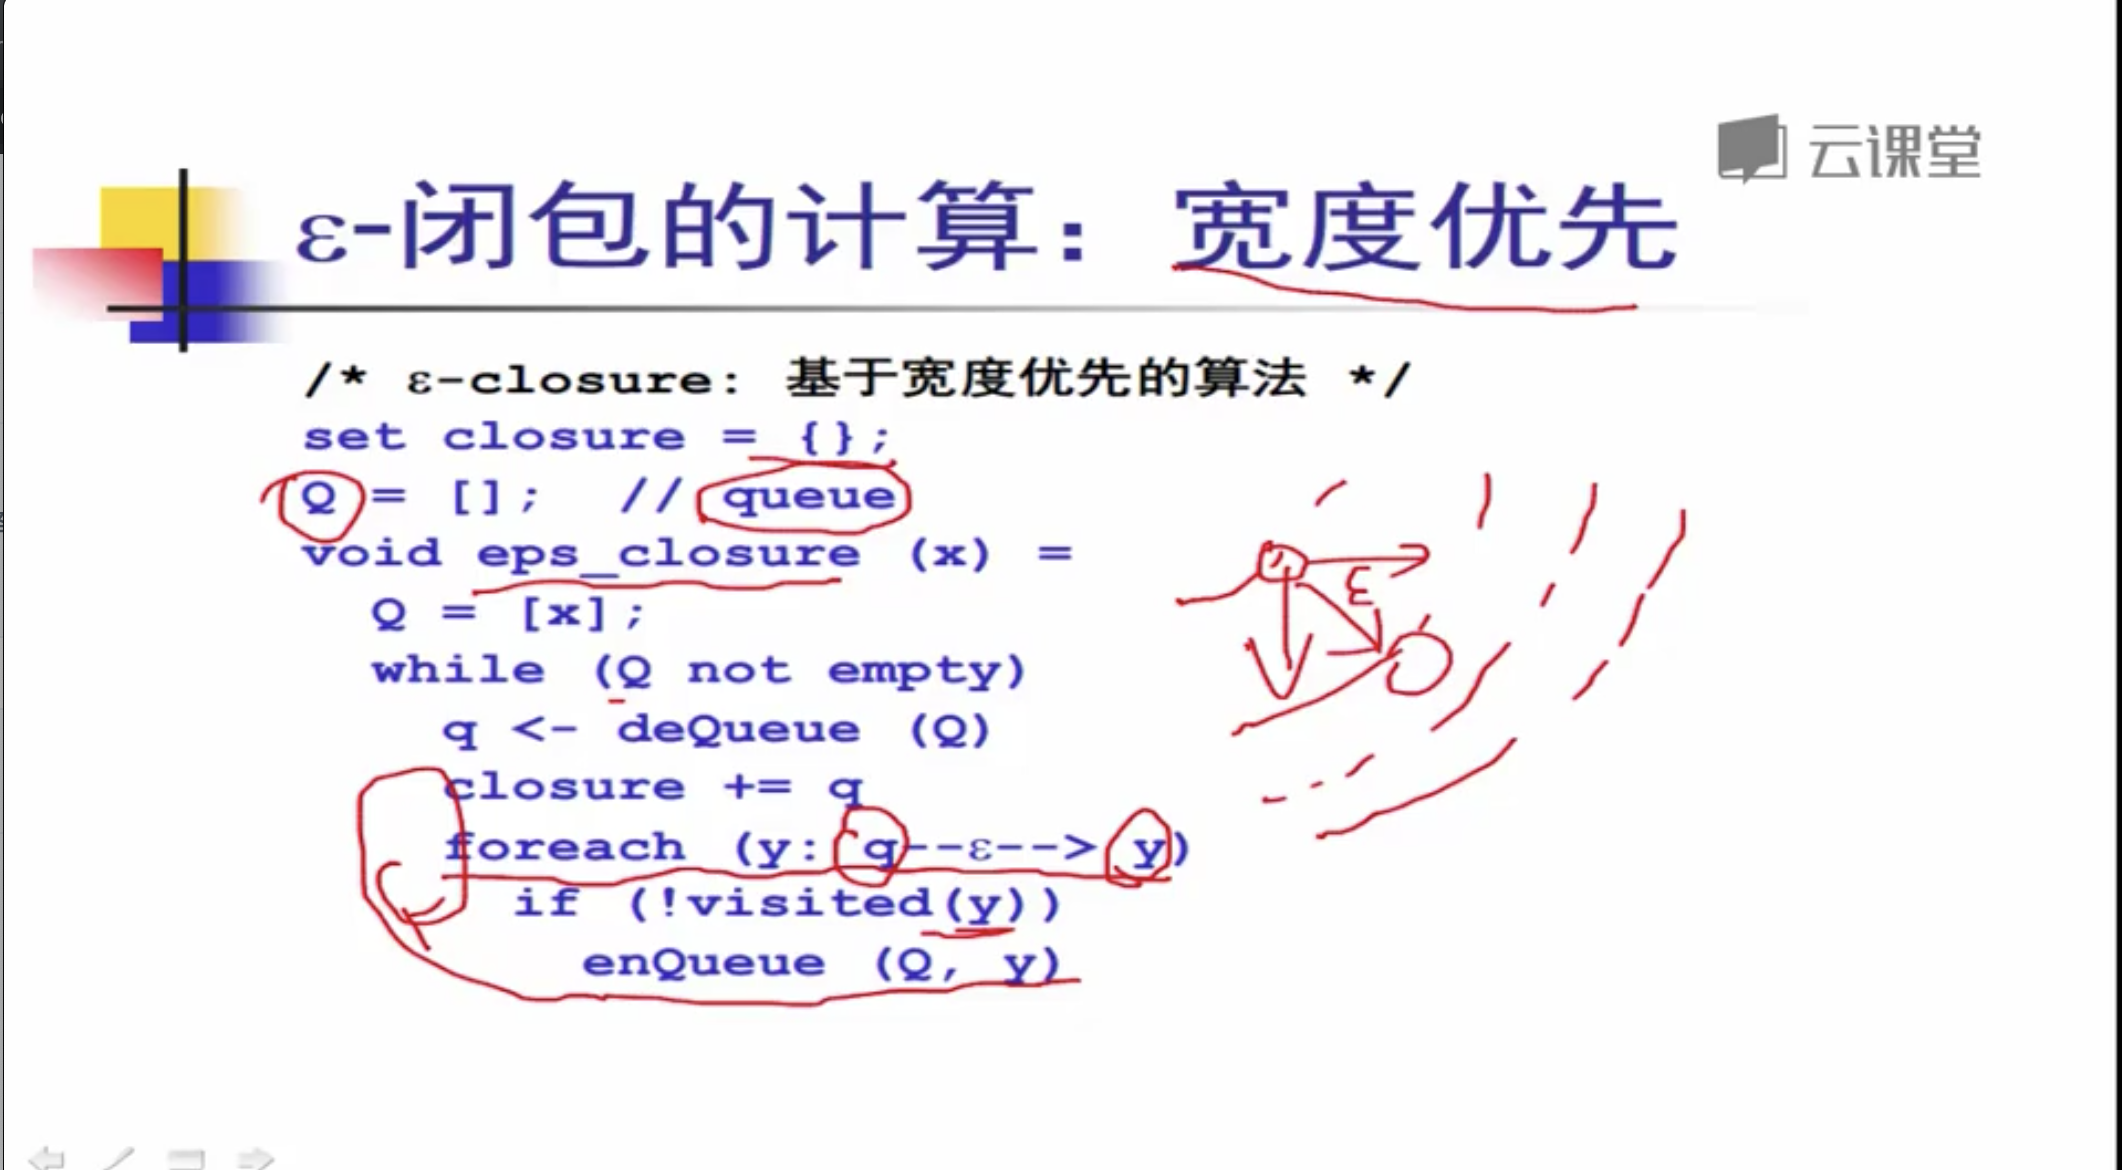 云课堂
ε-闭包的计算：宽度优先
/* ε-closure: 基于宽度优先的算法 */
set closure = {};
Q = []; // queue
void eps_closure (x) =
Q = [x];
while (Q not empty)
q <- deQueue (Q)
closure += q
foreach (y: q--ε--> y)
if (!visited(y))
enQueue (Q, y)
ε